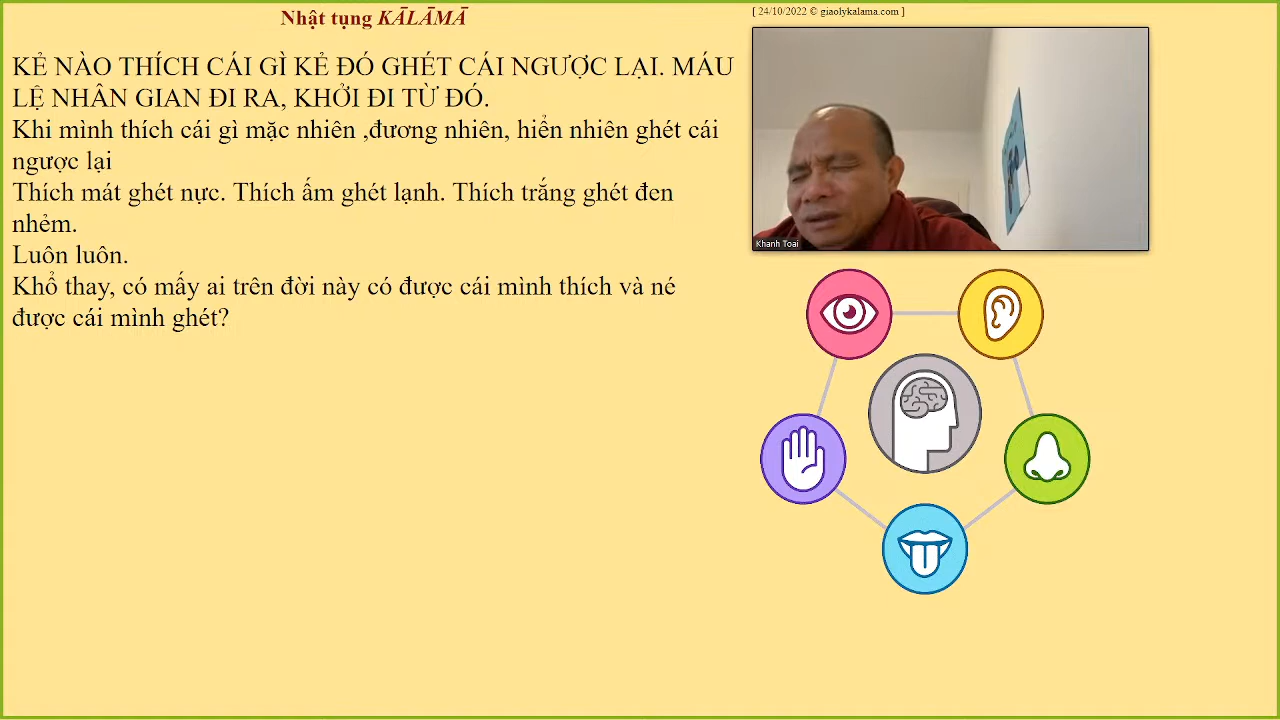 Nhật tụng KĀLĀMĀ
[ 24/10/2022 © giaolykalama.com ]
KẺ NÀO THÍCH CÁI GÌ KẺ ĐÓ GHÉT CÁI NGƯỢC LẠI. MÁU
LỆ NHÂN GIAN ĐI RA, KHỞI ĐI TỪ ĐÓ.
Khi mình thích cái gì mặc nhiên ,đương nhiên, hiển nhiên ghét cái
ngược lại
Thích mát ghét nực. Thích ấm ghét lạnh. Thích trắng ghét đen
nhẻm.
Luôn luôn.
Khổ thay, có mấy ai trên đời này có được cái mình thích và né
được cái mình ghét?
Khanh Toai